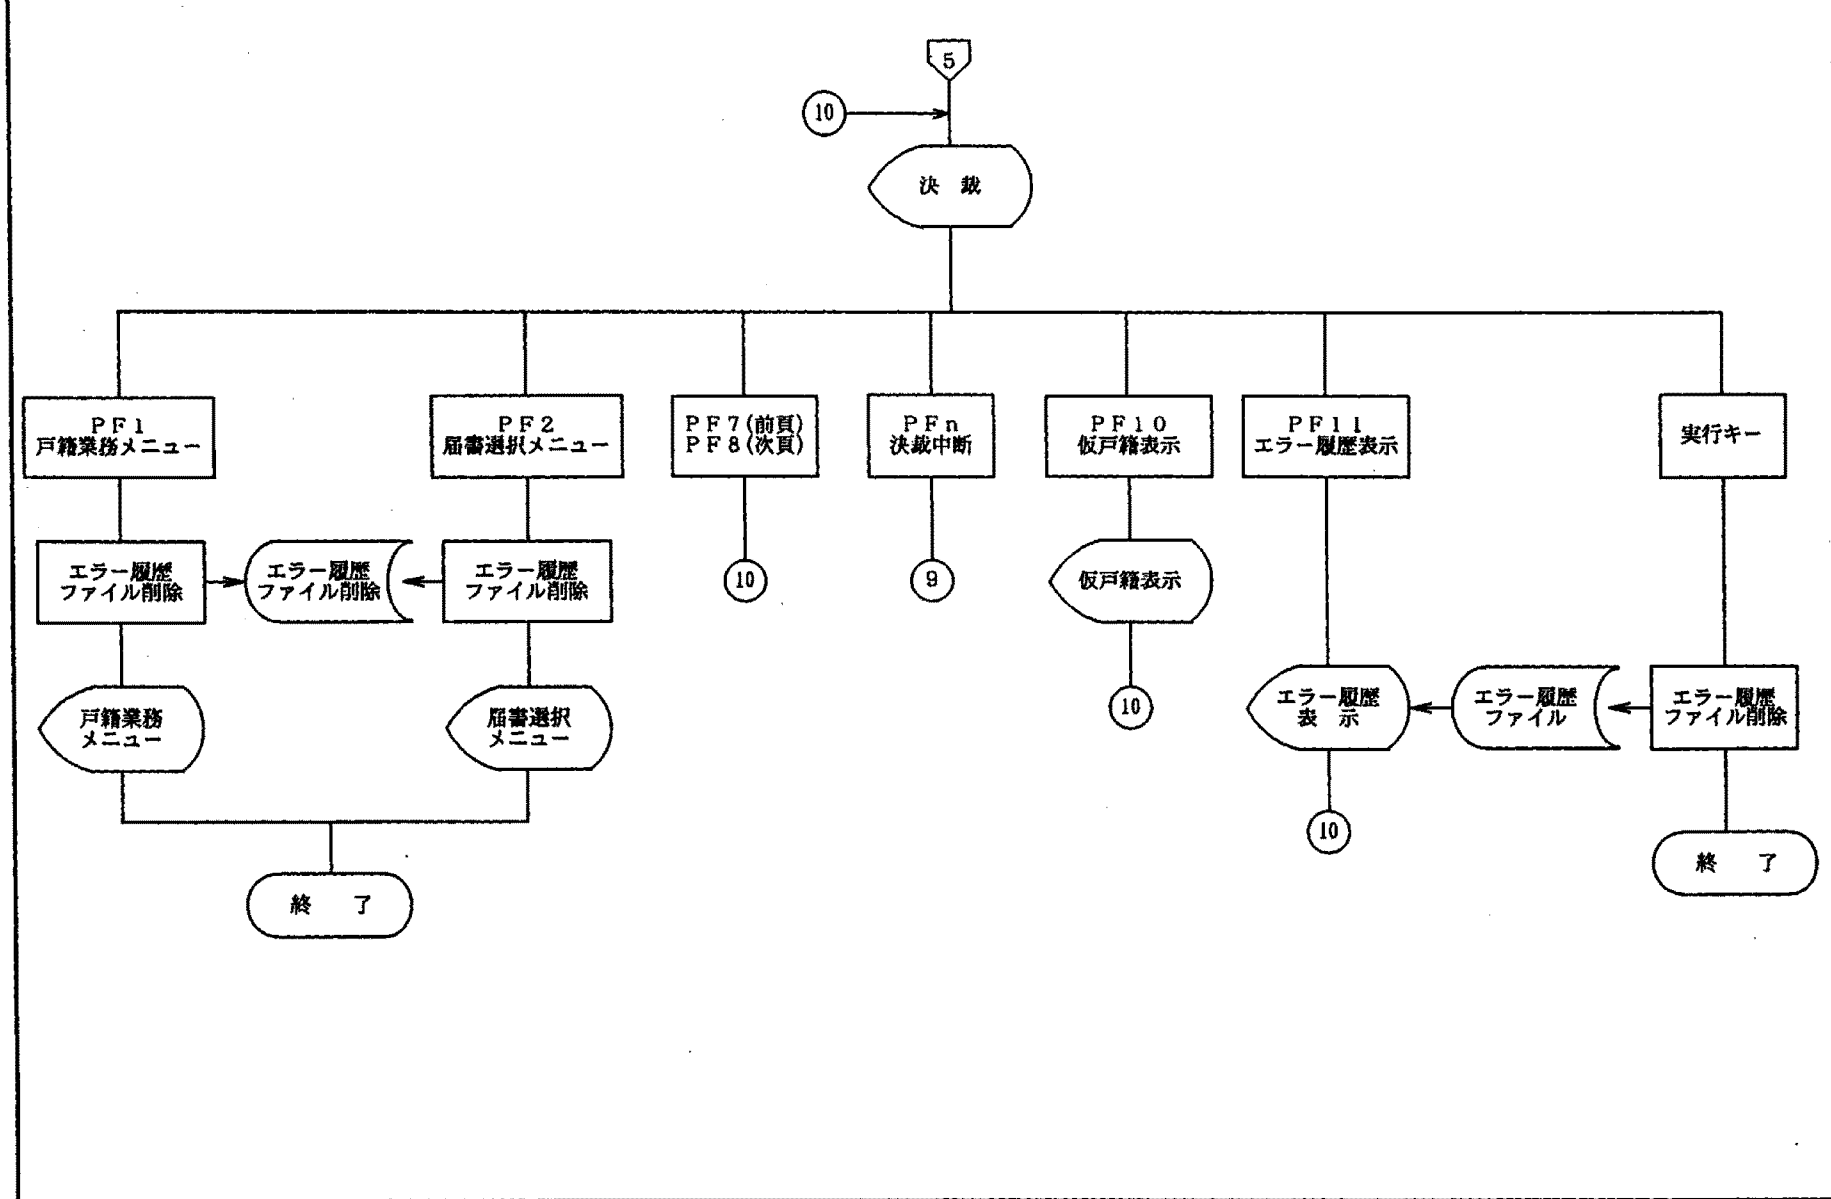 5
10
決 裁
PF1
戸籍業務メニュー
PF2
届書選択メニュー
PF7(前頁)
PF8(次頁)
PFn
決裁中断
PF10
仮戸籍表示
PF11
エラー履歴表示
実行キー
エラー履歴
ファイル削除
エラー履歴
ファイル削除
エラー履歴
ファイル削除
10
9
仮戸籍表示
戸籍業務
メニュー
届書選択
メニュー
10
エラー履歴
表 示
エラー履歴
ファイル
エラー履歴
ファイル削除
10
終 了
終 了